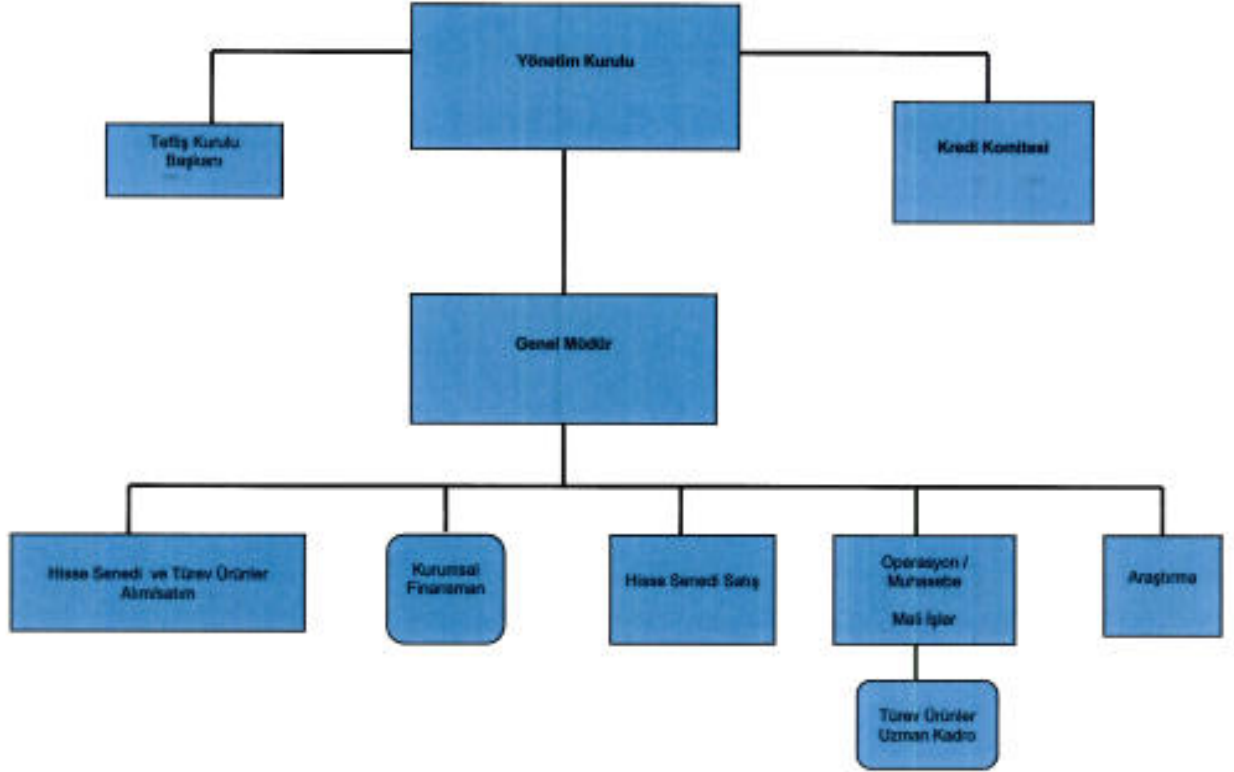 Yönetim Kurulu
Teftiş Kurulu
Başkanı
Kredi Komitesi
Genel Müdür
Hisse Senedi ve Türev Ürünler
Alım/satım
Kurumsal
Finansman
Hisse Senedi Satış
Operasyon /
Muhasebe
Mali İşler
Araştırma
Türev Ürünler
Uzman Kadro